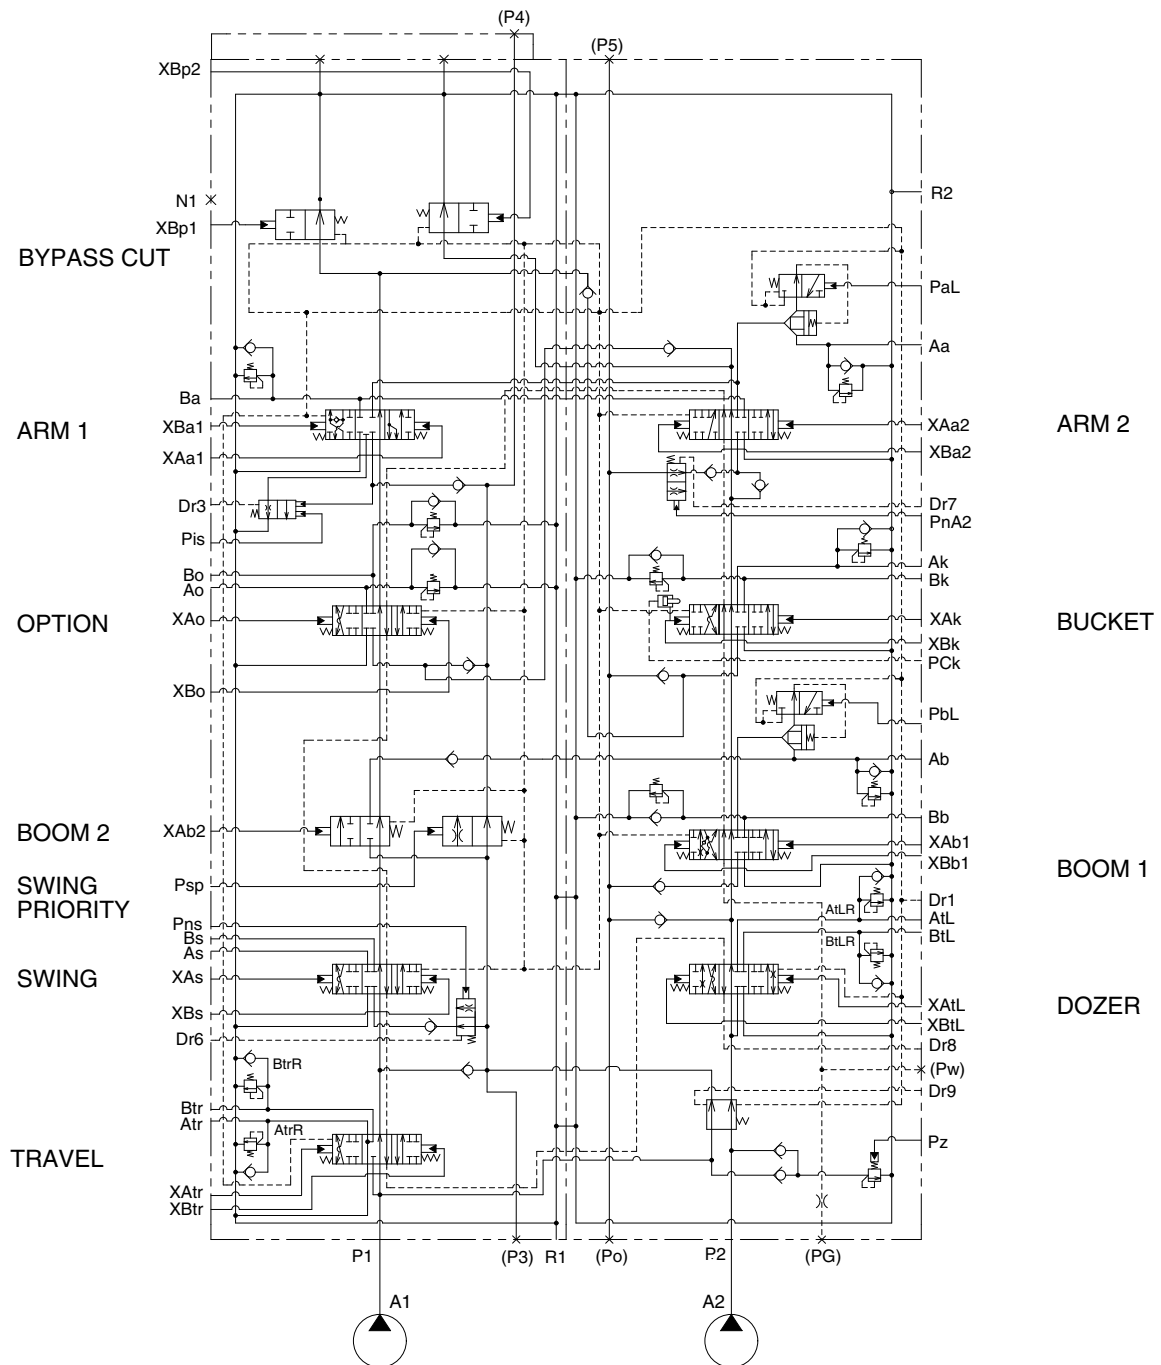 (P4)
(P5)
XBp2
N1
R2
XBp1
BYPASS CUT
PaL
Aa
Ba
XBa1
ARM 1
XAa1
XAa2
ARM 2
XBa2
Dr3
Dr7
PnA2
Pis
Ak
Bk
Bo
Ao
XAo
OPTION
XAk
BUCKET
XBk
PCk
XBo
PbL
Ab
Bb
XAb2
BOOM 2
XAb1
XBb1
BOOM 1
Psp
SWING
PRIORITY
Dr1
AtLR
AtL
Pns
Bs
As
BtLR
BtL
XAs
SWING
XAtL
DOZER
XBs
XBtL
Dr6
Dr8
BtrR
(Pw)
Dr9
Btr
Atr
AtrR
Pz
TRAVEL
XAtr
XBtr
P1
(P3)
R1
(Po)
P2
(PG)
A1
A2